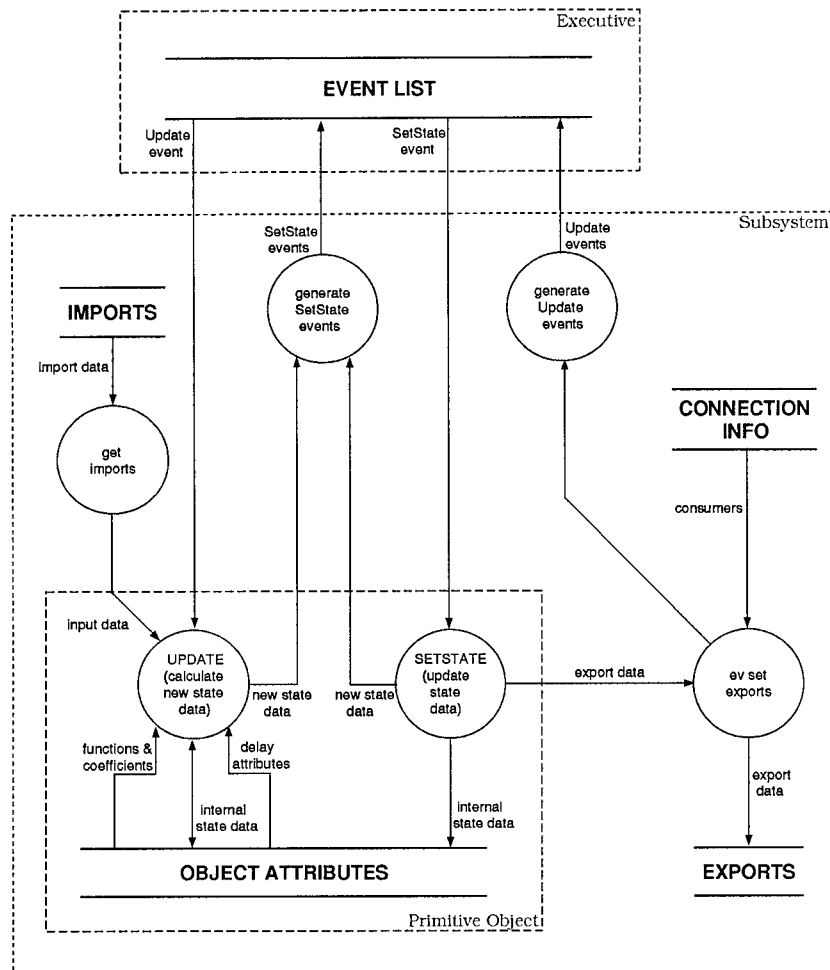 Executive
EVENT LIST
Update
event
SetState
event
Subsystem
SetState
events
Update
events
generate
SetState
events
generate
Update
events
IMPORTS
import data
CONNECTION
INFO
get
imports
consumers
input data
UPDATE
(calculate
new state
data)
new state
data
new state
data
SETSTATE
(update
state
data)
export data
ev set
exports
functions &
coefficients
delay
attributes
internal
state data
internal
state data
export
data
OBJECT ATTRIBUTES
EXPORTS
Primitive Object